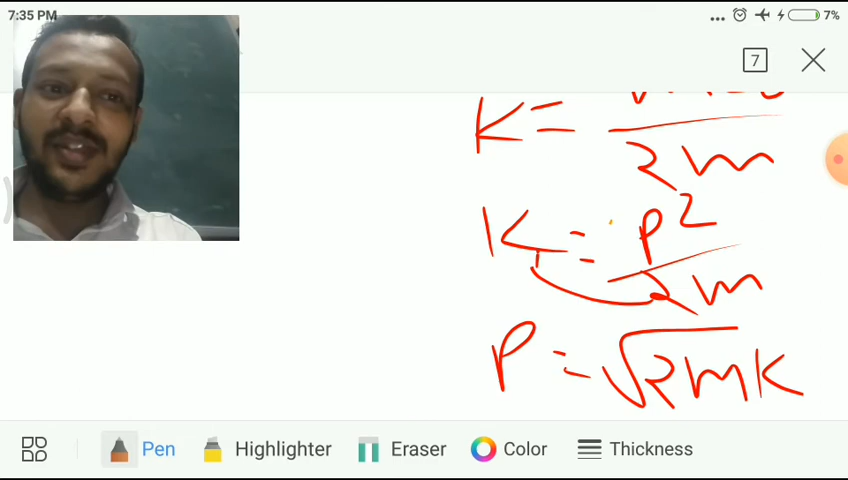 7:35 PM
7%
7
K =
2m
K = p²
2m
P = √2mK
Pen
Highlighter
Eraser
Color
Thickness